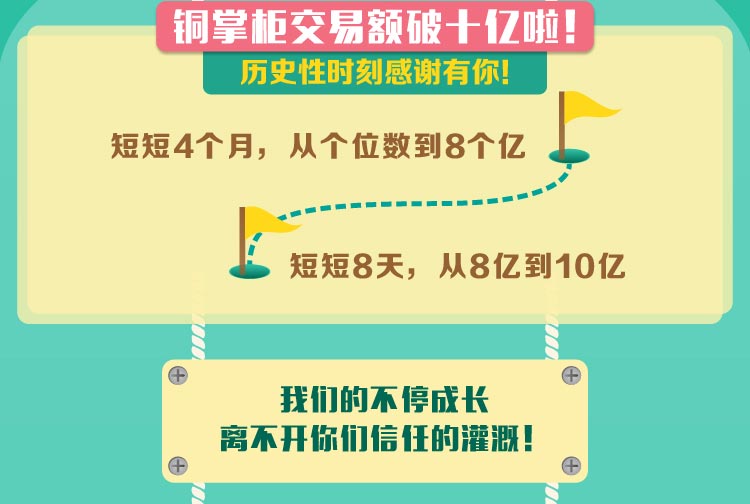 铜掌柜交易额破十亿啦！
历史性时刻感谢有你！
短短4个月，从个位数到8个亿
短短8天，从8亿到10亿
我们的不停成长
离不开你们信任的灌溉！